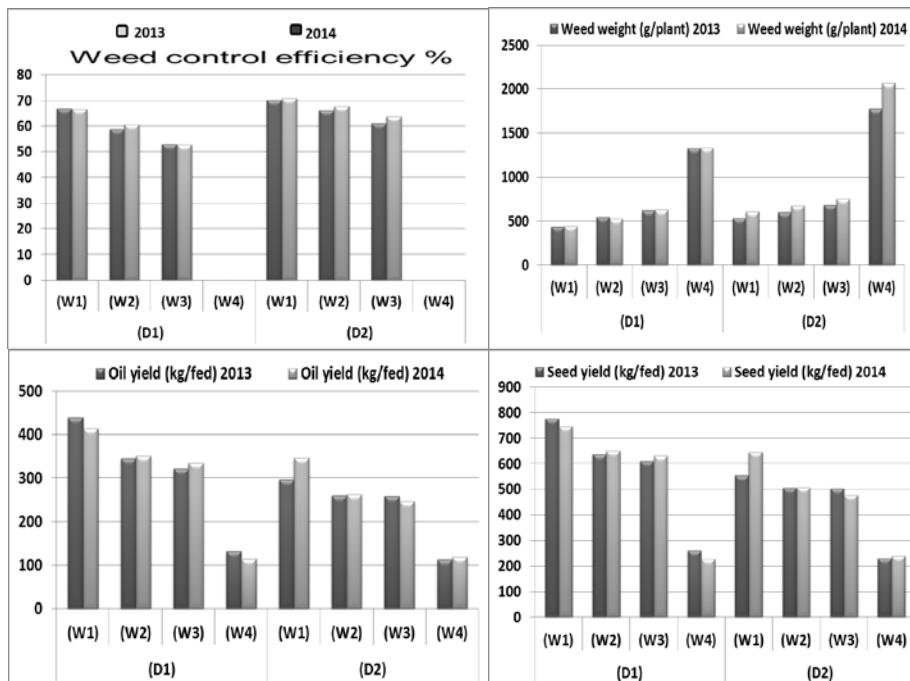 2013 2014
Weed control efficiency %
80
70
60
50
40
30
20
10
0
(W1) (W2) (W3) (W4) (W1) (W2) (W3) (W4)
(D1) (D2)
Weed weight (g/plant) 2013 Weed weight (g/plant) 2014
2500
2000
1500
1000
500
0
(W1) (W2) (W3) (W4) (W1) (W2) (W3) (W4)
(D1) (D2)
Oil yield (kg/fed) 2013 Oil yield (kg/fed) 2014
500
400
300
200
100
0
(W1) (W2) (W3) (W4) (W1) (W2) (W3) (W4)
(D1) (D2)
Seed yield (kg/fed) 2013 Seed yield (kg/fed) 2014
900
800
700
600
500
400
300
200
100
0
(W1) (W2) (W3) (W4) (W1) (W2) (W3) (W4)
(D1) (D2)